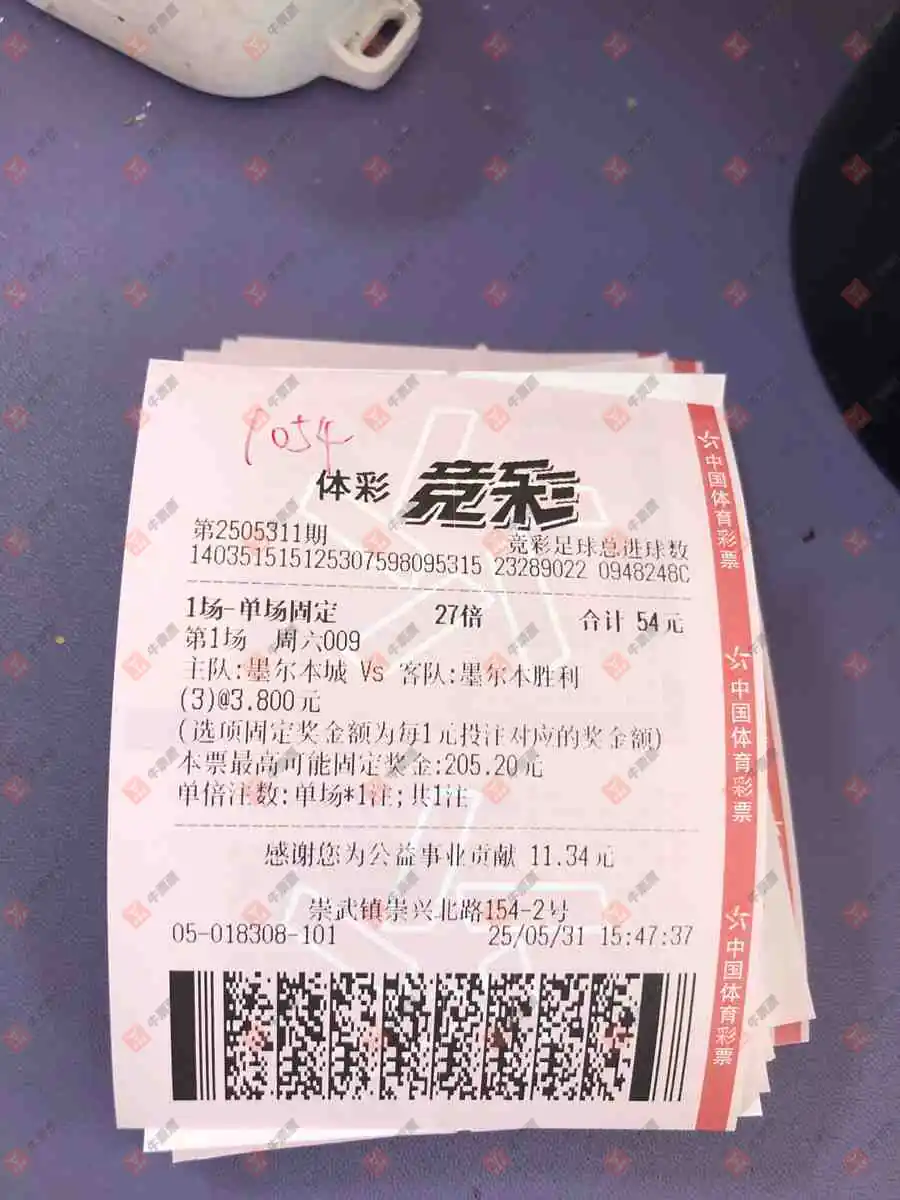 1054
体彩 竞彩
第2505311期
竞彩足球总进球数
140351515125307598095315 23289022 0948248C
1场-单场固定 27倍 合计 54元
第1场 周六009
主队:墨尔本城 Vs 客队:墨尔本胜利
(3)@3.800元
(选项固定奖金额为每1元投注对应的奖金额)
本票最高可能固定奖金:205.20元
单倍注数:单场*1注;共1注
感谢您为公益事业贡献 11.34元
崇武镇崇兴北路154-2号
05-018308-101 25/05/31 15:47:37
中国体育彩票
中国体育彩票
中国体育彩票